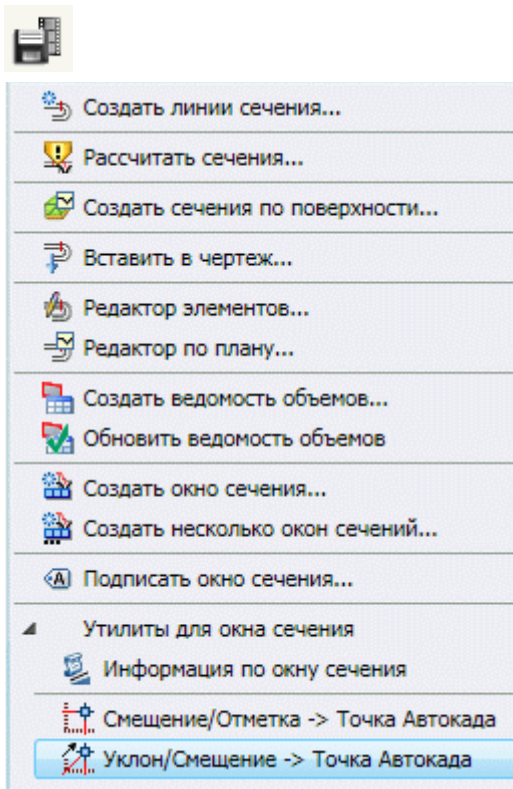 Создать линии сечения...
Рассчитать сечения...
Создать сечения по поверхности...
Вставить в чертеж...
Редактор элементов...
Редактор по плану...
Создать ведомость объемов...
Обновить ведомость объемов
Создать окно сечения...
Создать несколько окон сечений...
Подписать окно сечения...
Утилиты для окна сечения
Информация по окну сечения
Смещение/Отметка -> Точка Автокада
Уклон/Смещение -> Точка Автокада